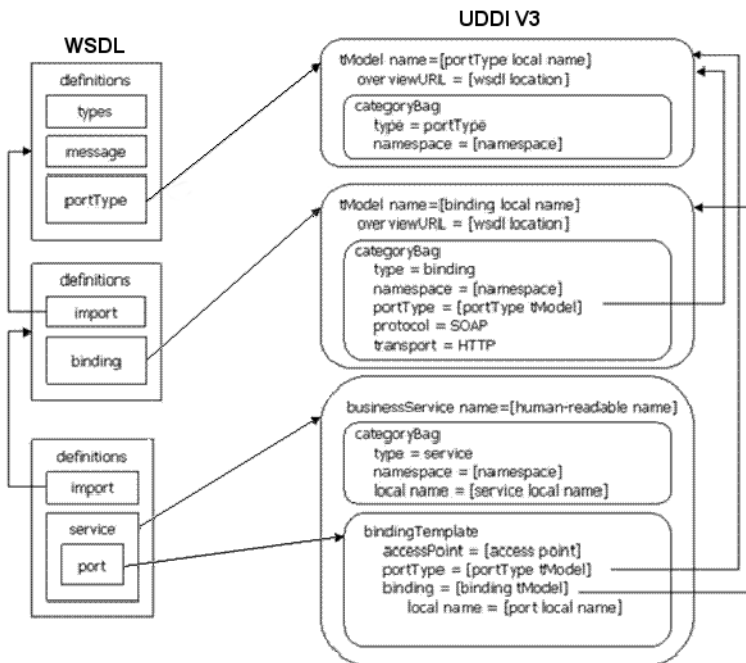 UDDI V3
WSDL
definitions
types
message
portType
definitions
import
binding
definitions
import
service
port
tModel name=[portType local name]
overviewURL = [wsdl location]
categoryBag
type = portType
namespace = [namespace]
tModel name=[binding local name]
overviewURL = [wsdl location]
categoryBag
type = binding
namespace = [namespace]
portType = [portType tModel]
protocol = SOAP
transport = HTTP
businessService name=[human-readable name]
categoryBag
type = service
namespace = [namespace]
local name = [service local name]
bindingTemplate
accessPoint = [access point]
portType = [portType tModel]
binding = [binding tModel]
local name = [port local name]